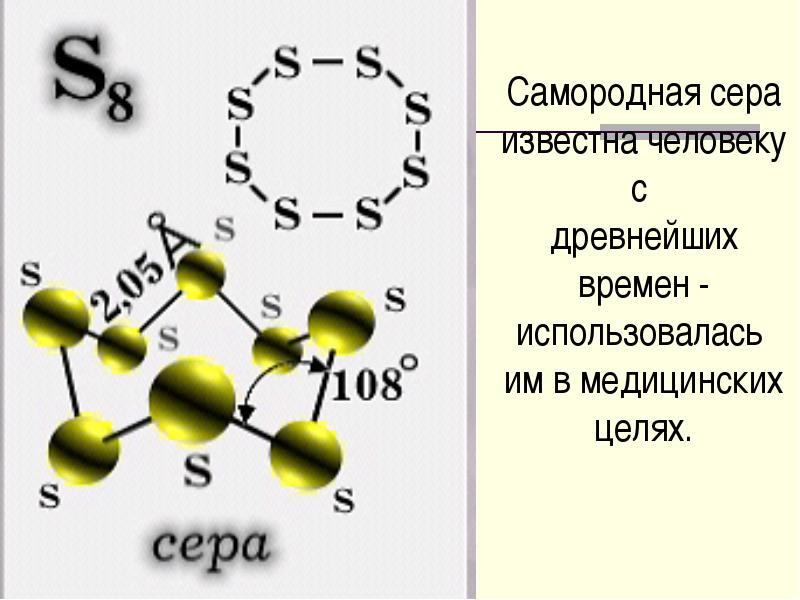 S8
S – S
S S
S S
S – S
2,05Å
s
s
s
s
s
s
108°
s
s
s
сера
Самородная сера
известна человеку
с
древнейших
времен -
использовалась
им в медицинских
целях.